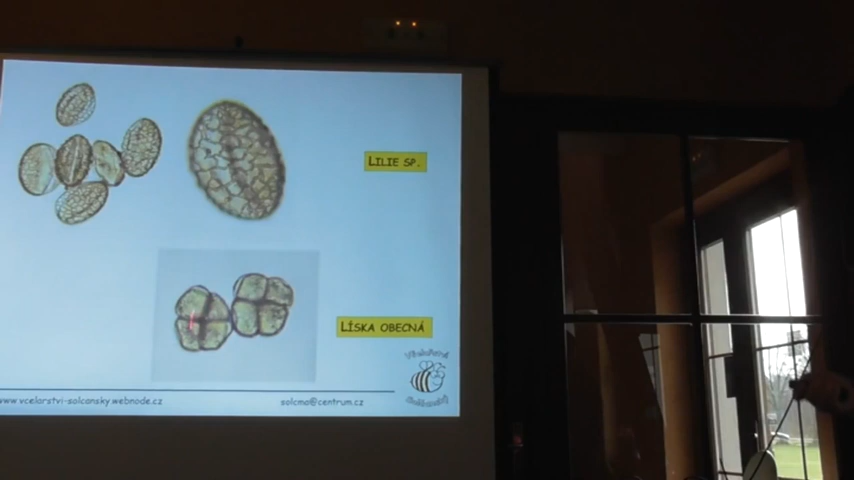 LILIE SP.
LÍSKA OBECNÁ
www.vcelarstvi-solcansky.webnode.cz
solcma@centrum.cz